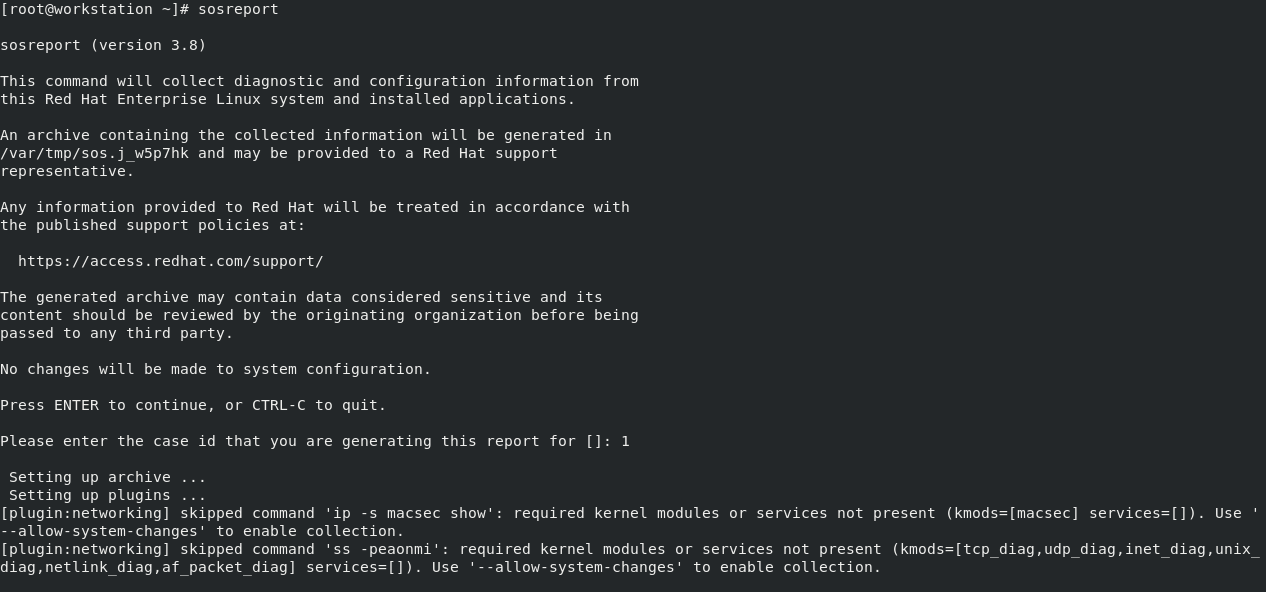 [root@workstation ~]# sosreport
sosreport (version 3.8)
This command will collect diagnostic and configuration information from
this Red Hat Enterprise Linux system and installed applications.
An archive containing the collected information will be generated in
/var/tmp/sos.j_w5p7hk and may be provided to a Red Hat support
representative.
Any information provided to Red Hat will be treated in accordance with
the published support policies at:
  https://access.redhat.com/support/
The generated archive may contain data considered sensitive and its
content should be reviewed by the originating organization before being
passed to any third party.
No changes will be made to system configuration.
Press ENTER to continue, or CTRL-C to quit.
Please enter the case id that you are generating this report for []: 1
 Setting up archive ...
 Setting up plugins ...
[plugin:networking] skipped command 'ip -s macsec show': required kernel modules or services not present (kmods=[macsec] services=[]). Use '
--allow-system-changes' to enable collection.
[plugin:networking] skipped command 'ss -peaonmi': required kernel modules or services not present (kmods=[tcp_diag,udp_diag,inet_diag,unix_
diag,netlink_diag,af_packet_diag] services=[]). Use '--allow-system-changes' to enable collection.